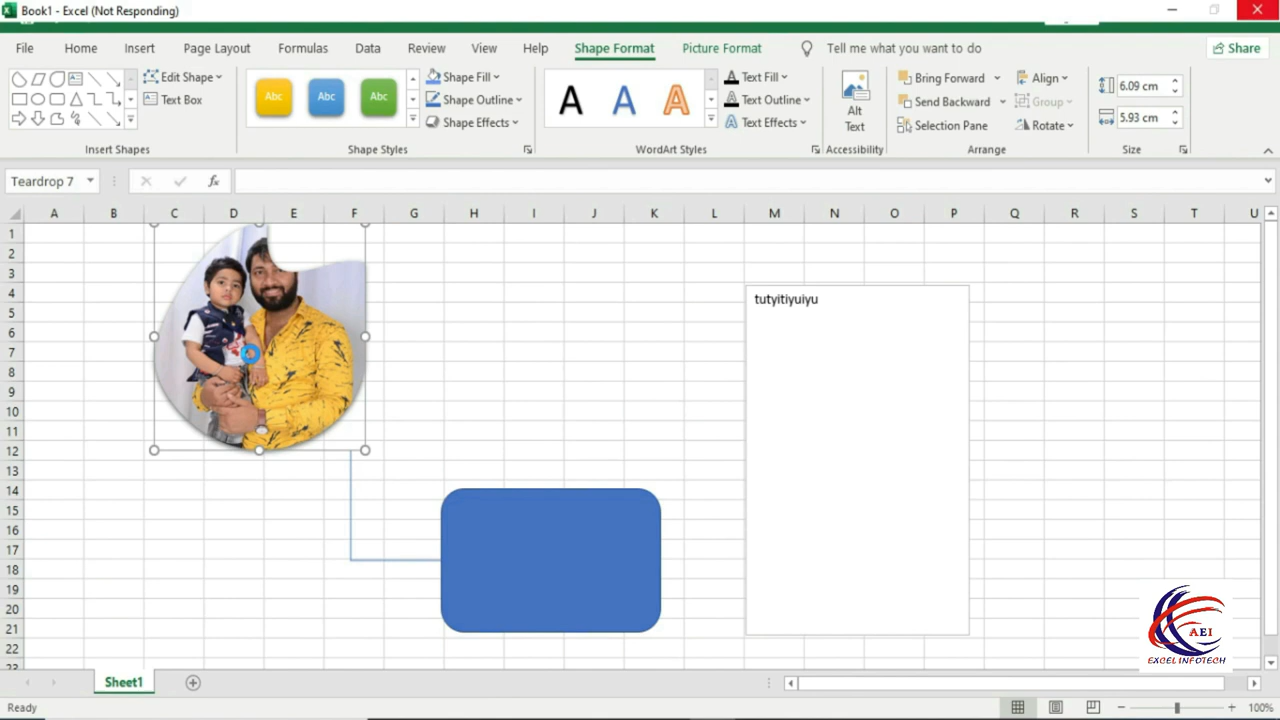 Book1 - Excel (Not Responding)
File Home Insert Page Layout Formulas Data Review View Help Shape Format Picture Format Tell me what you want to do Share
Edit Shape
Text Box
Insert Shapes
Abc Abc Abc
Shape Fill
Shape Outline
Shape Effects
Shape Styles
A A A
Text Fill
Text Outline
Text Effects
WordArt Styles
Alt
Text
Accessibility
Bring Forward
Send Backward
Selection Pane
Align
Group
Rotate
Arrange
6.09 cm
5.93 cm
Size
Teardrop 7
fx
A B C D E F G H I J K L M N O P Q R S T U
1
2
3
4
5
6
7
8
9
10
11
12
13
14
15
16
17
18
19
20
21
22
23
tutyitiyuiyu
AEI
EXCEL INFOTECH
Sheet1
Ready
100%